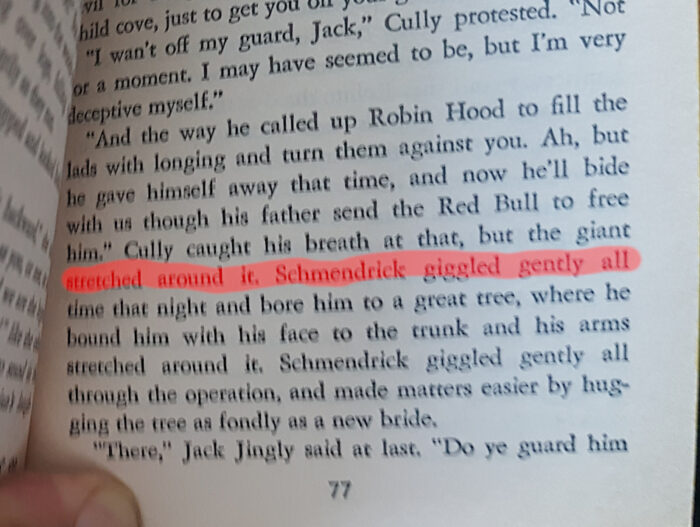 hild cove, just to get you off
"I wan't off my guard, Jack," Cully protested. "Not
or a moment. I may have seemed to be, but I'm very
deceptive myself."
"And the way he called up Robin Hood to fill the
lads with longing and turn them against you. Ah, but
he gave himself away that time, and now he'll bide
with us though his father send the Red Bull to free
him." Cully caught his breath at that, but the giant
stretched around it. Schmendrick giggled gently all
time that night and bore him to a great tree, where he
bound him with his face to the trunk and his arms
stretched around it. Schmendrick giggled gently all
through the operation, and made matters easier by hug-
ging the tree as fondly as a new bride.
"There," Jack Jingly said at last. "Do ye guard him
77